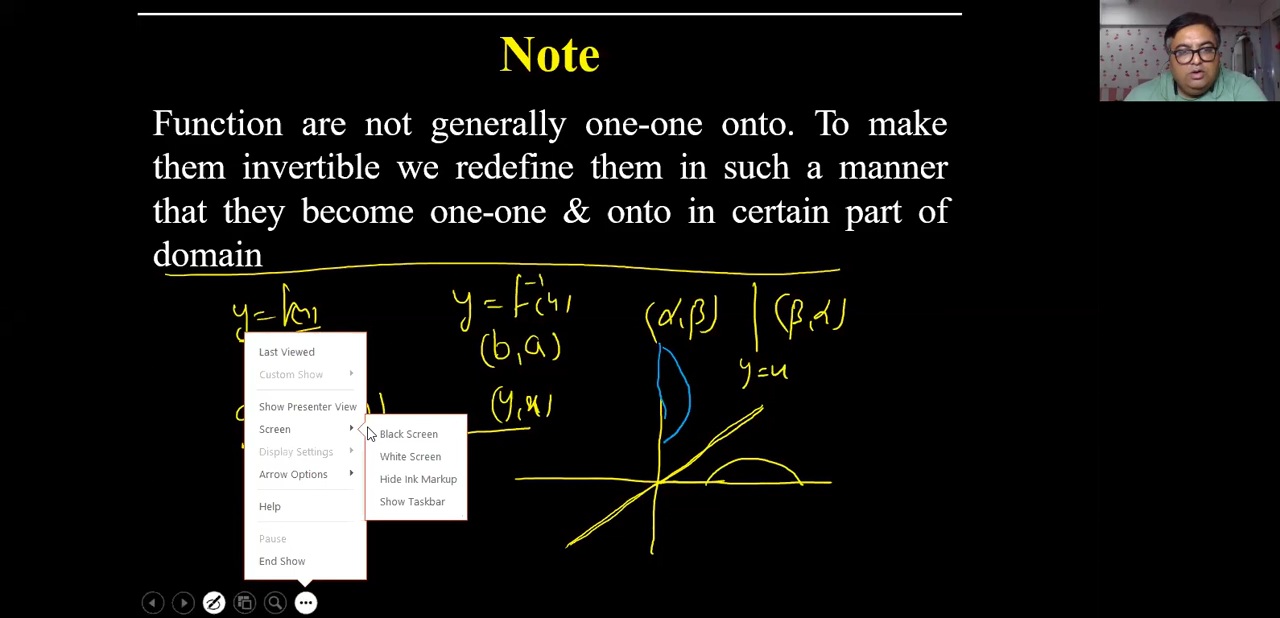 Note
Function are not generally one-one onto. To make
them invertible we redefine them in such a manner
that they become one-one & onto in certain part of
domain
y = f(x)
y = f⁻¹(x)
(α, β) | (β, α)
(b, a)
y = x
(y, x)
Last Viewed
Custom Show
Show Presenter View
Screen
Display Settings
Arrow Options
Help
Pause
End Show
Black Screen
White Screen
Hide Ink Markup
Show Taskbar